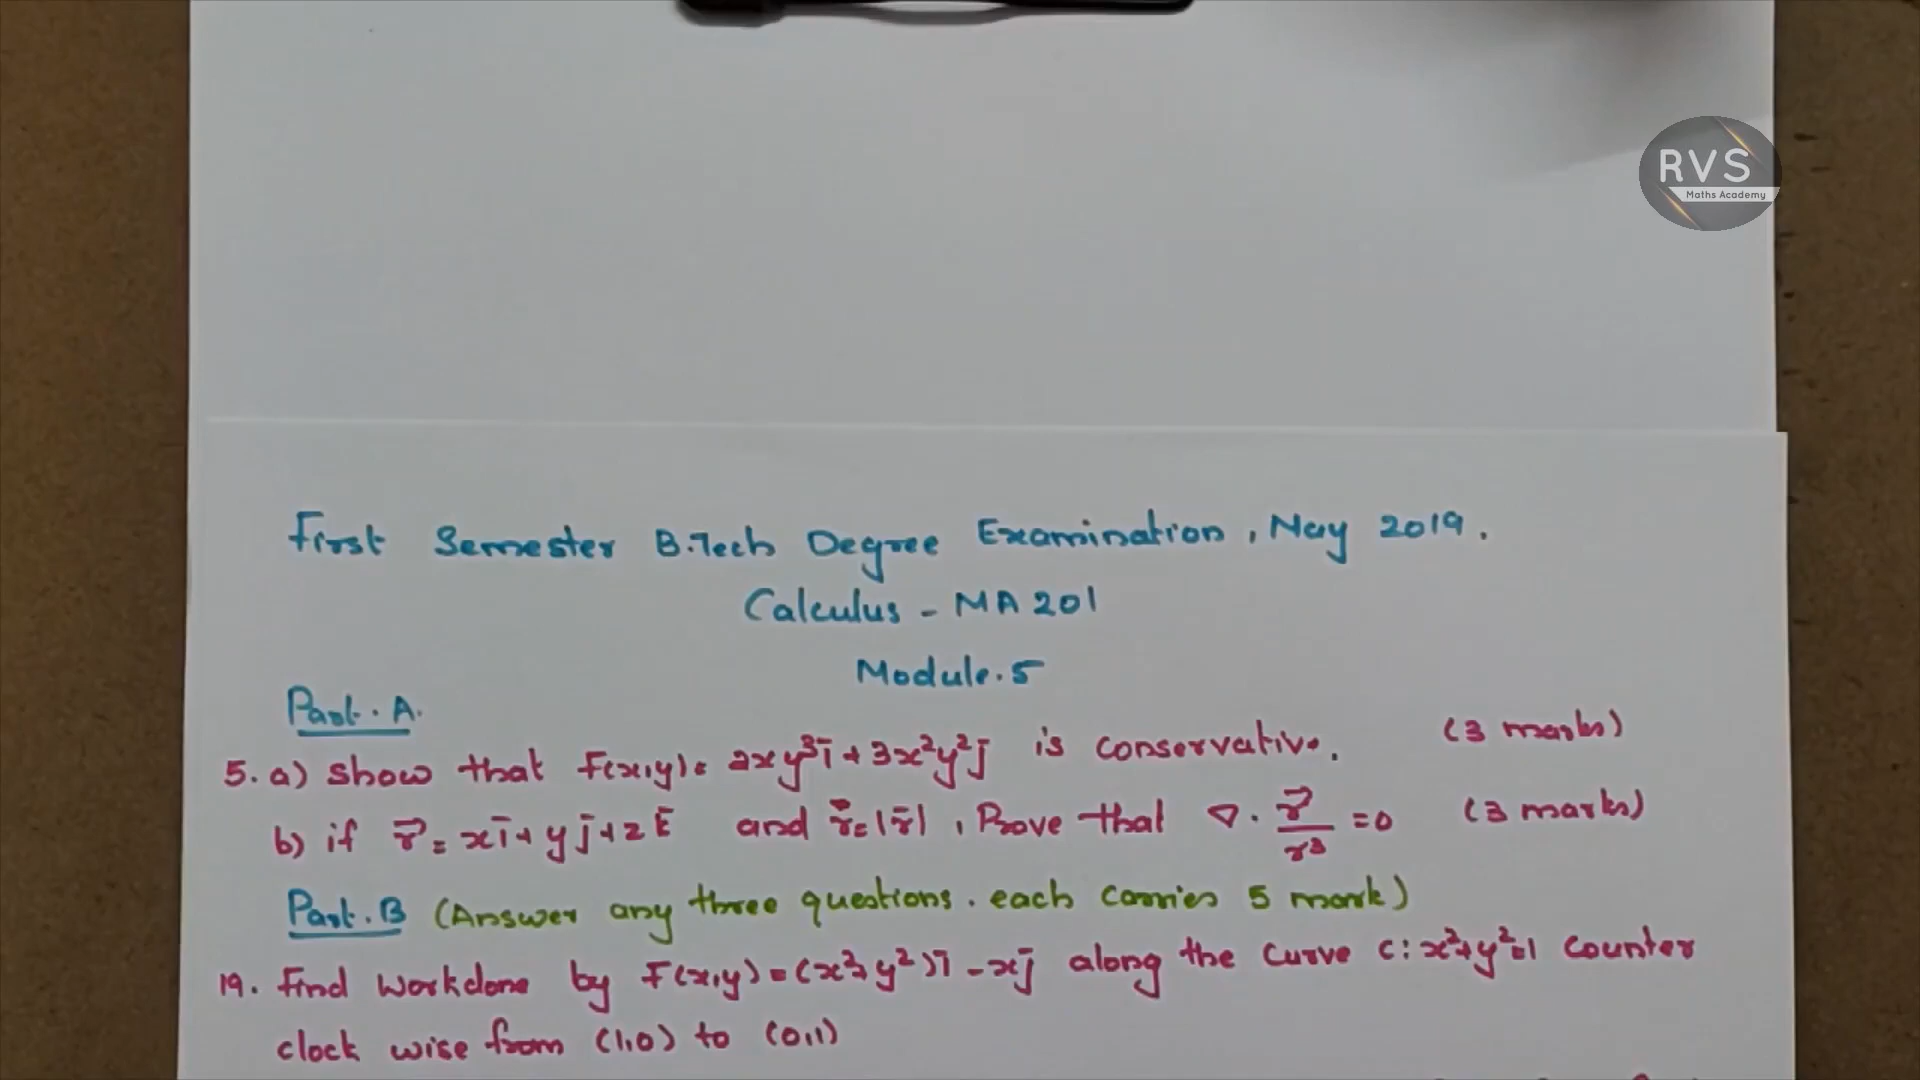 RVS
Maths Academy
First Semester B.Tech Degree Examination, May 2019.
Calculus - MA 201
Module.5
Part.A.
5. a) Show that F(x,y) = 2xy³i̅ + 3x²y²j̅ is conservative. (3 marks)
b) if r⃗ = xi̅ + yj̅ + zk̅ and r = |r̅|, Prove that ∇ · r⃗/r³ = 0 (3 marks)
Part.B (Answer any three questions. each carries 5 mark)
19. Find workdone by F(x,y) = (x²+y²)i̅ - xj̅ along the curve C: x²+y²=1 counter
clock wise from (1,0) to (0,1)